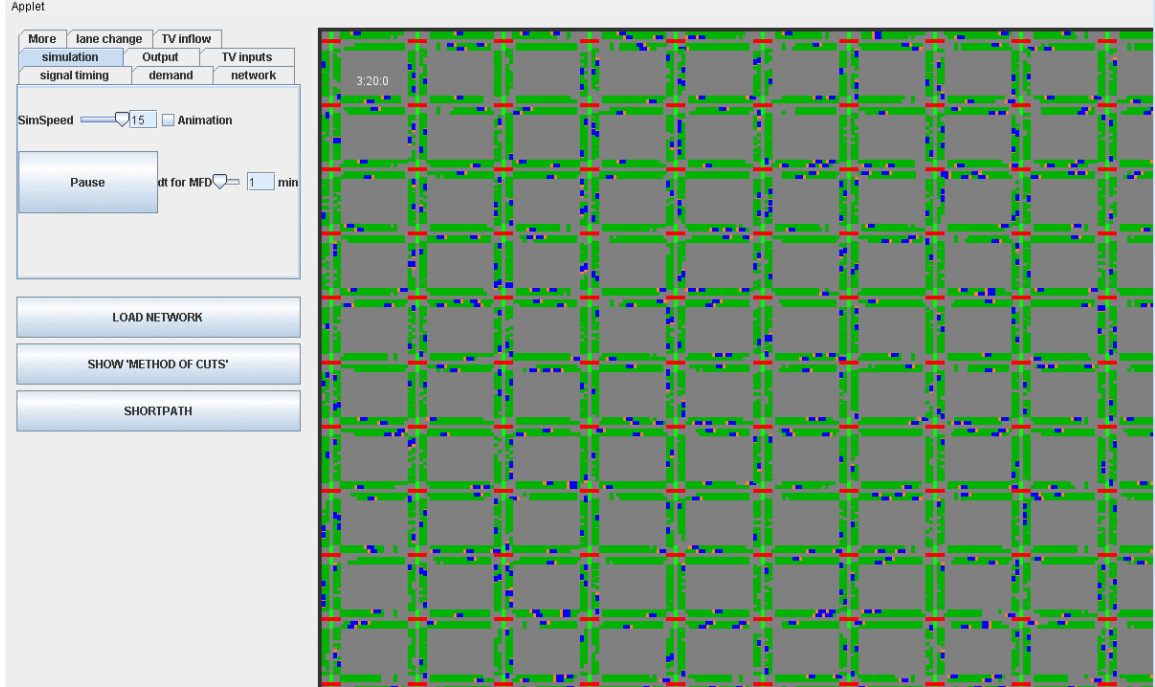 Applet
More lane change TV inflow
simulation Output TV inputs
signal timing demand network
3:20:0
SimSpeed 15 Animation
Pause dt for MFD 1 min
LOAD NETWORK
SHOW 'METHOD OF CUTS'
SHORTPATH